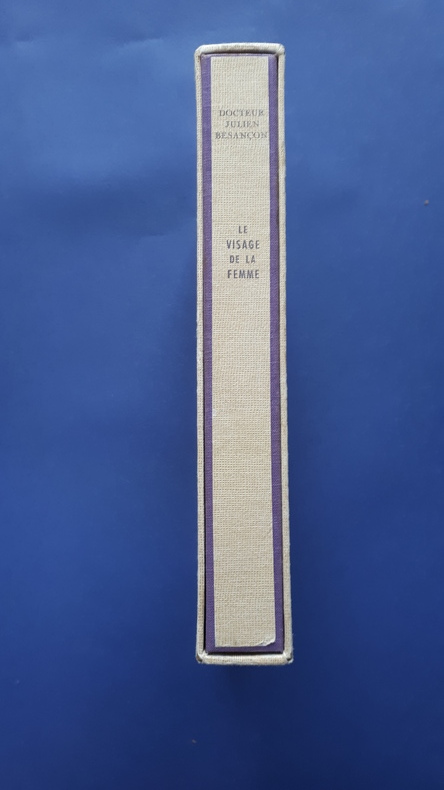 DOCTEUR
JULIEN
BESANÇON
LE
VISAGE
DE LA
FEMME